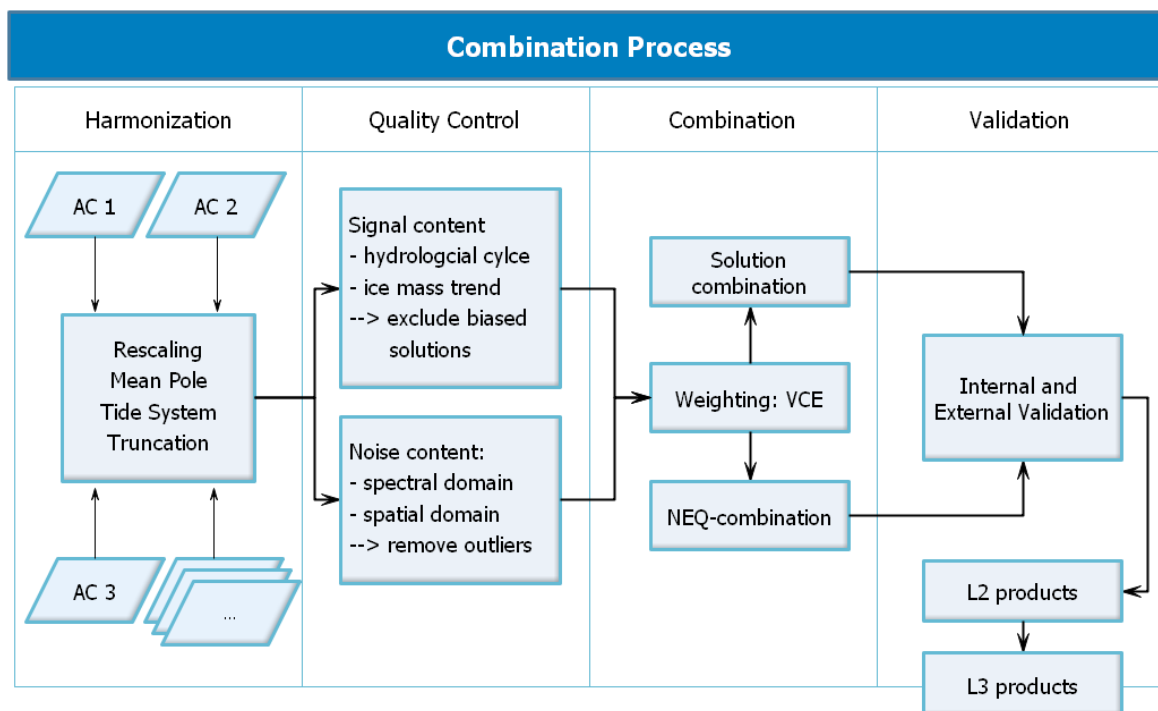 Combination Process
Harmonization
Quality Control
Combination
Validation
AC 1
AC 2
Rescaling
Mean Pole
Tide System
Truncation
AC 3
...
Signal content
- hydrologcial cylce
- ice mass trend
--> exclude biased
solutions
Noise content:
- spectral domain
- spatial domain
--> remove outliers
Solution
combination
Weighting: VCE
NEQ-combination
Internal and
External Validation
L2 products
L3 products